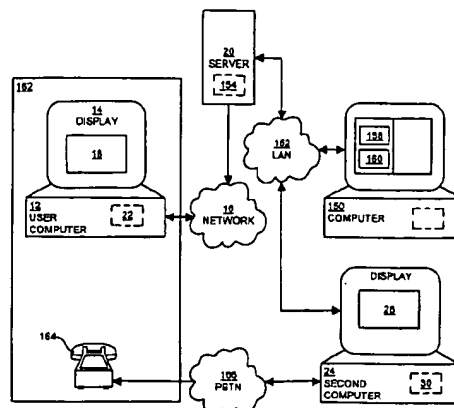 162
14
DISPLAY
18
12
USER
COMPUTER
22
164
20
SERVER
154
16
NETWORK
162
LAN
158
160
150
COMPUTER
DISPLAY
26
24
SECOND
COMPUTER
30
166
PSTN